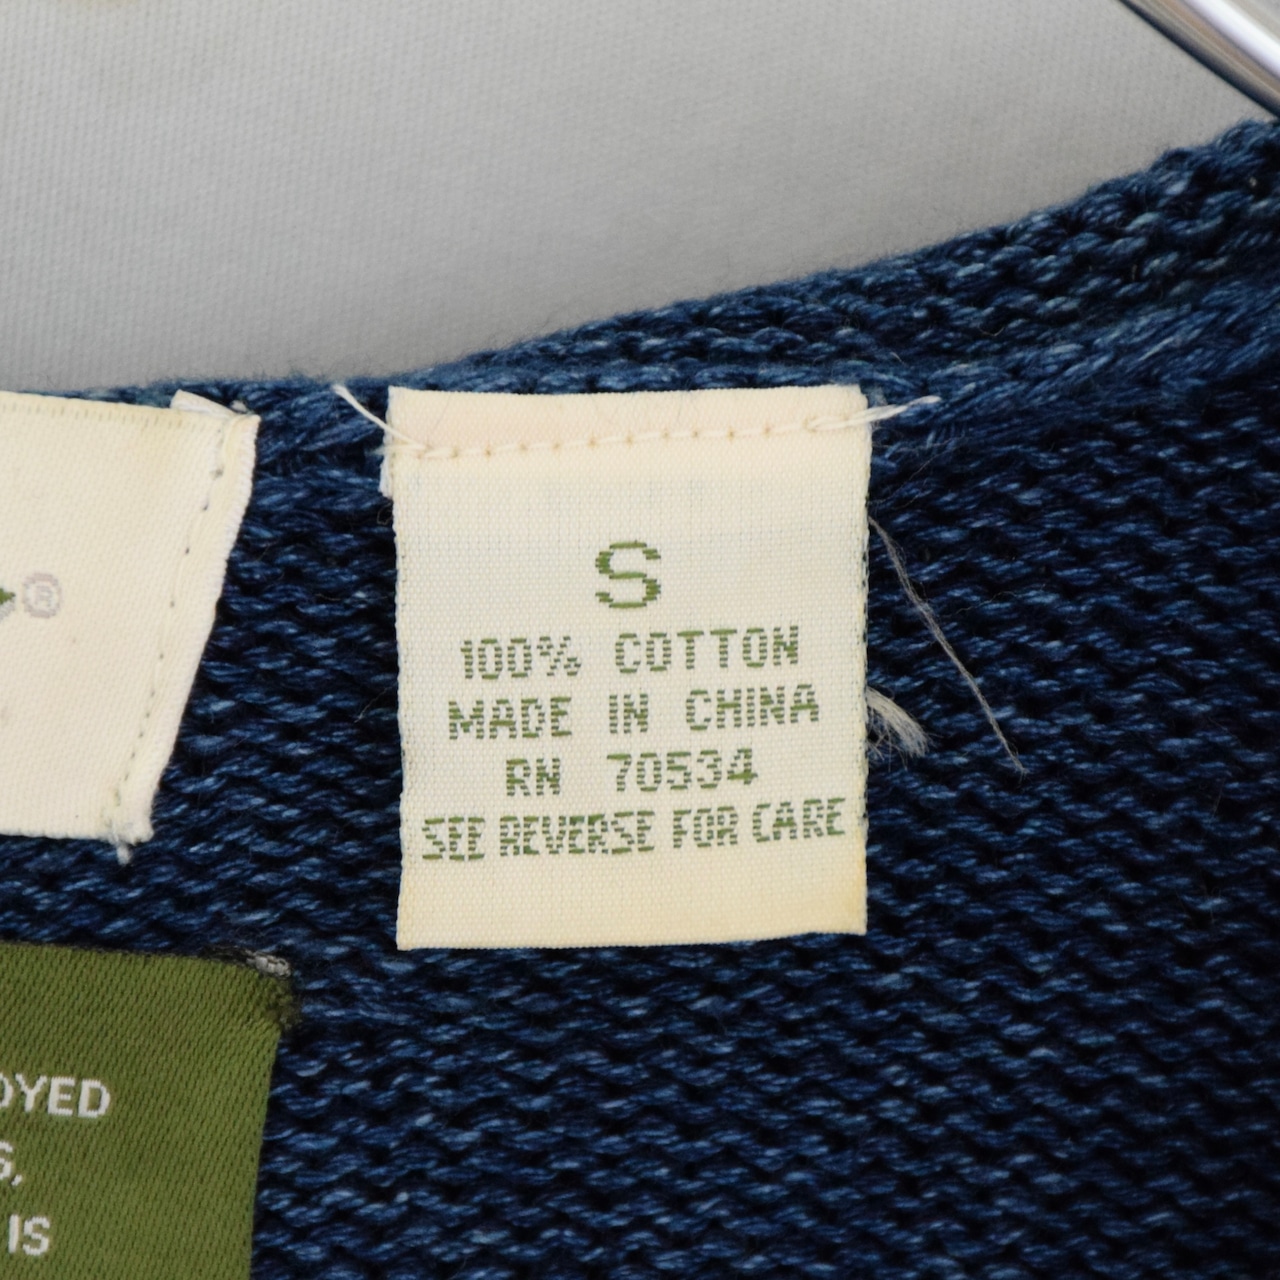 ®
S
100% COTTON
MADE IN CHINA
RN 70534
SEE REVERSE FOR CARE
DYED
IS